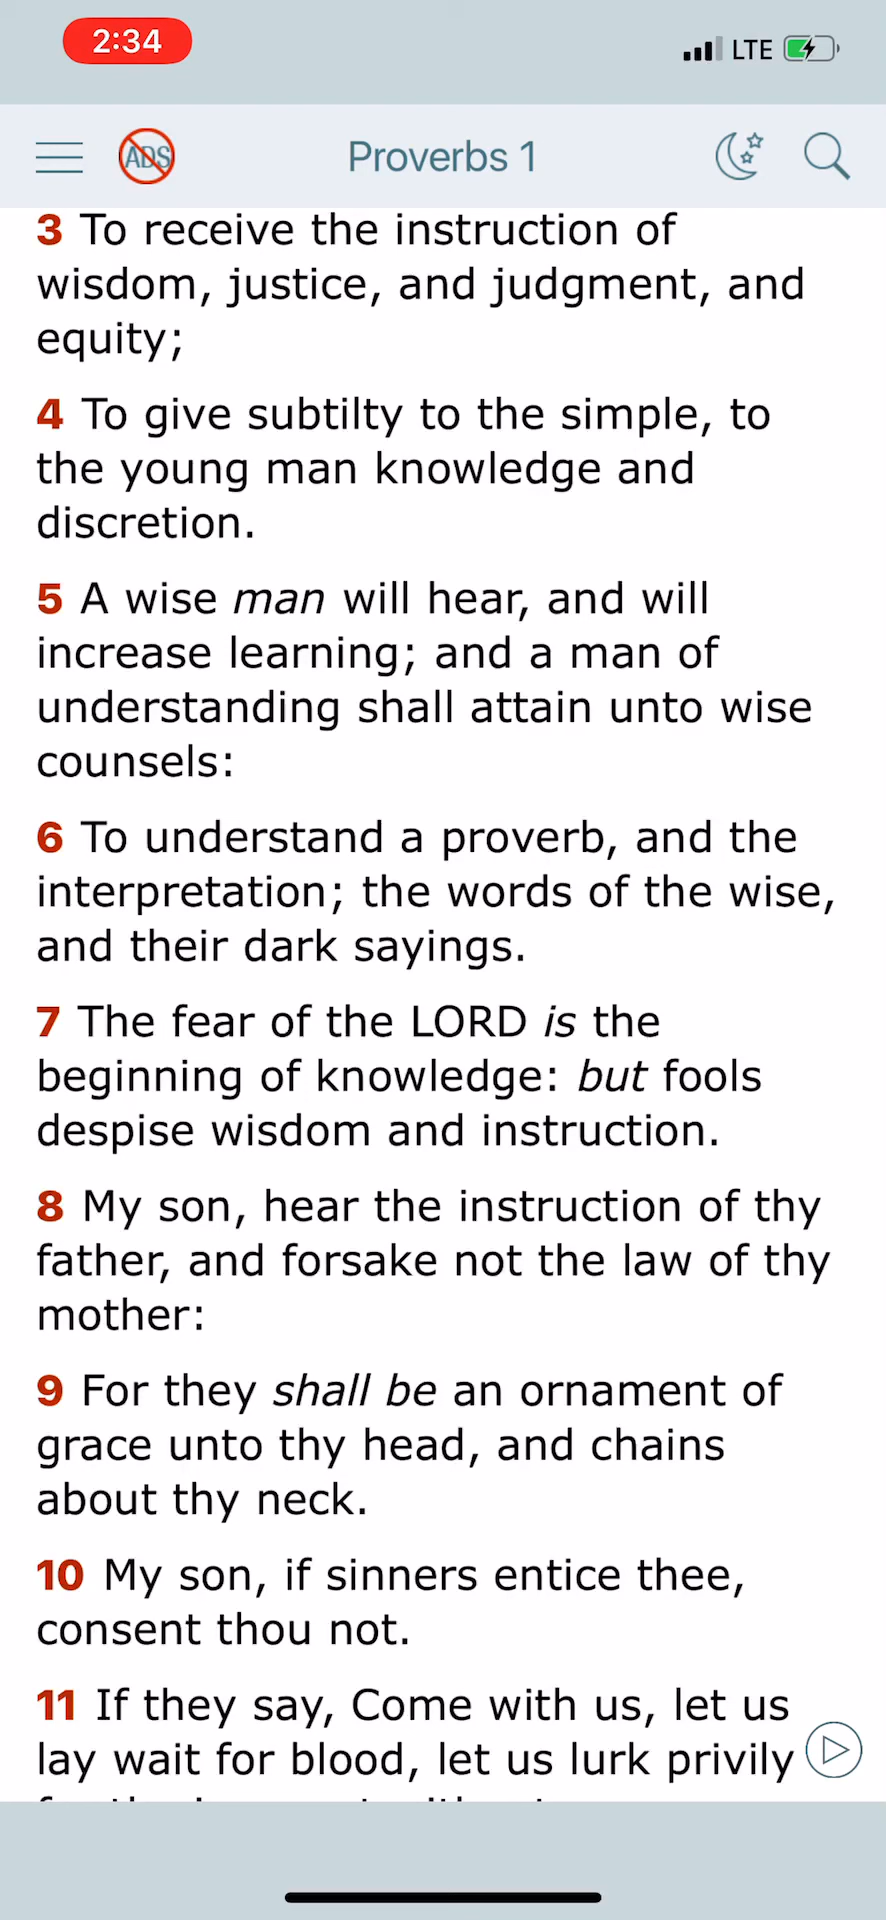 2:34
LTE
ADS
Proverbs 1
3 To receive the instruction of
wisdom, justice, and judgment, and
equity;
4 To give subtilty to the simple, to
the young man knowledge and
discretion.
5 A wise man will hear, and will
increase learning; and a man of
understanding shall attain unto wise
counsels:
6 To understand a proverb, and the
interpretation; the words of the wise,
and their dark sayings.
7 The fear of the LORD is the
beginning of knowledge: but fools
despise wisdom and instruction.
8 My son, hear the instruction of thy
father, and forsake not the law of thy
mother:
9 For they shall be an ornament of
grace unto thy head, and chains
about thy neck.
10 My son, if sinners entice thee,
consent thou not.
11 If they say, Come with us, let us
lay wait for blood, let us lurk privily